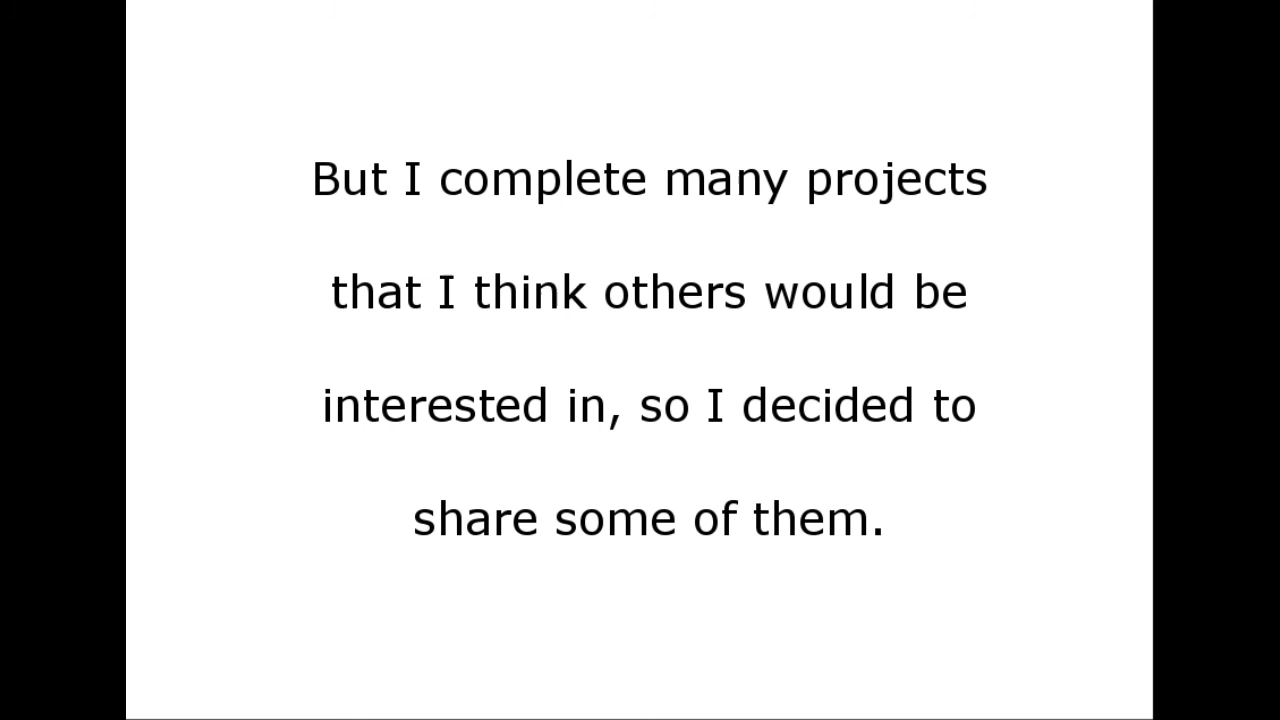 But I complete many projects
that I think others would be
interested in, so I decided to
share some of them.